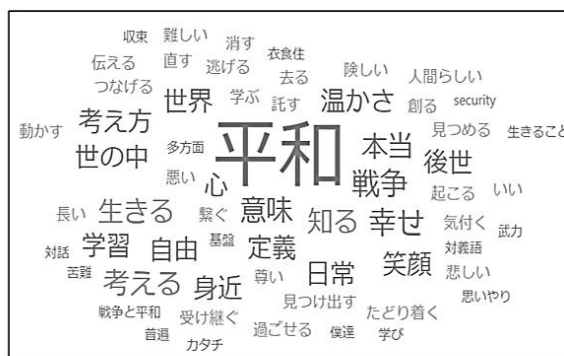 収束 難しい 消す 衣食住
伝える 直す 逃げる 去る 険しい 人間らしい
つなげる 世界 学ぶ 託す 温かさ 創る security
動かす 考え方 平和 本当 見つめる 生きること
世の中 多方面 戦争 後世
悪い 心 起こる いい
長い 生きる 繋ぐ 意味 知る 幸せ 気付く 武力
対話 学習 自由 基盤 定義 笑顔 対義語
苦難 考える 身近 尊い 日常 悲しい
戦争と平和 受け継ぐ 見つけ出す たどり着く 思いやり
普遍 カタチ 過ごせる 僕達 学び